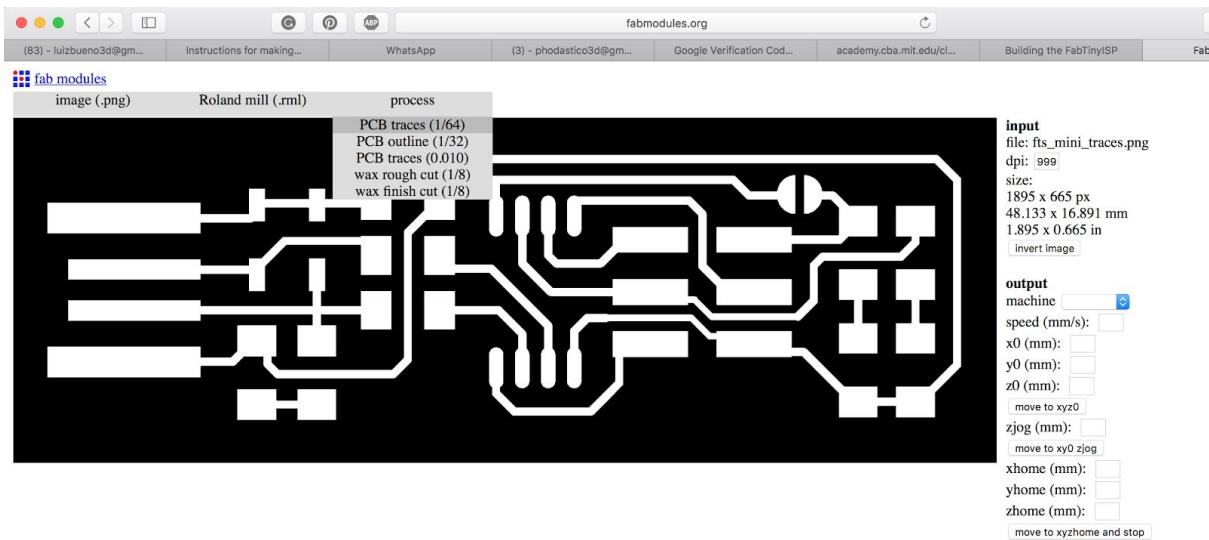 fabmodules.org
(83) - luizbueno3d@gm...
Instructions for making...
WhatsApp
(3) - phodastico3d@gm...
Google Verification Cod...
academy.cba.mit.edu/cl...
Building the FabTinyISP
Fab
ABP
fab modules
image (.png)
Roland mill (.rml)
process
PCB traces (1/64)
PCB outline (1/32)
PCB traces (0.010)
wax rough cut (1/8)
wax finish cut (1/8)
input
file: fts_mini_traces.png
dpi: 999
size:
1895 x 665 px
48.133 x 16.891 mm
1.895 x 0.665 in
invert image
output
machine
speed (mm/s):
x0 (mm):
y0 (mm):
z0 (mm):
move to xyz0
zjog (mm):
move to xy0 zjog
xhome (mm):
yhome (mm):
zhome (mm):
move to xyzhome and stop